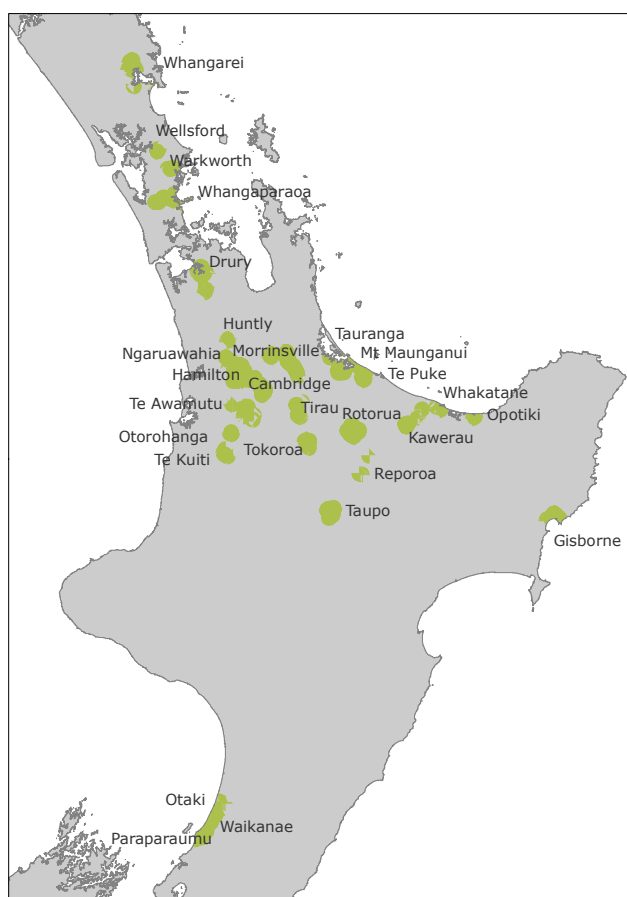 Whangarei
Wellsford
Warkworth
Whangaparaoa
Drury
Huntly
Tauranga
Ngaruawahia
Morrinsville
Mt Maunganui
Hamilton
Te Puke
Cambridge
Whakatane
Te Awamutu
Tirau
Rotorua
Opotiki
Otorohanga
Kawerau
Te Kuiti
Tokoroa
Reporoa
Taupo
Gisborne
Otaki
Waikanae
Paraparaumu